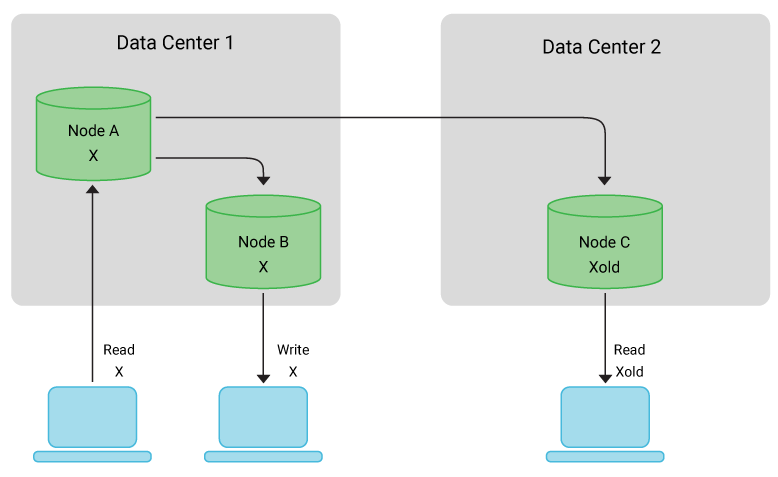 Data Center 1
Data Center 2
Node A
X
Node B
X
Node C
Xold
Read
X
Write
X
Read
Xold